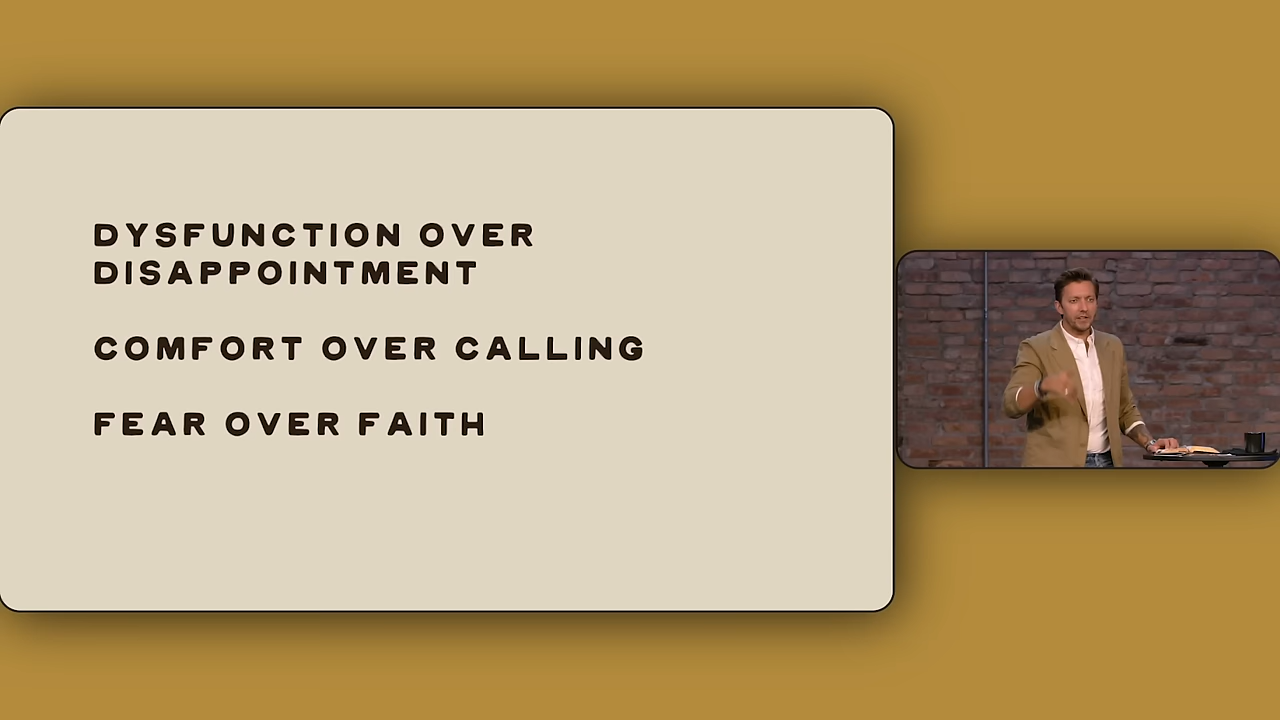 DYSFUNCTION OVER
DISAPPOINTMENT
COMFORT OVER CALLING
FEAR OVER FAITH